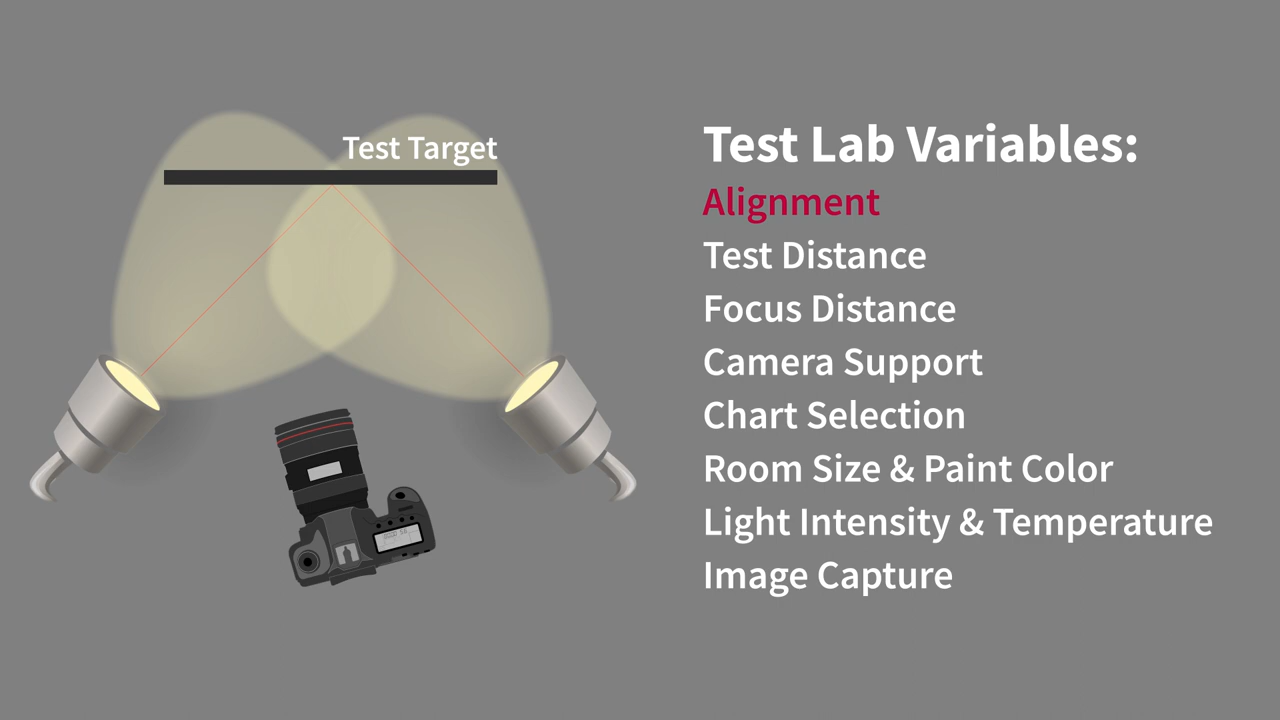 Test Target
Test Lab Variables:
Alignment
Test Distance
Focus Distance
Camera Support
Chart Selection
Room Size & Paint Color
Light Intensity & Temperature
Image Capture